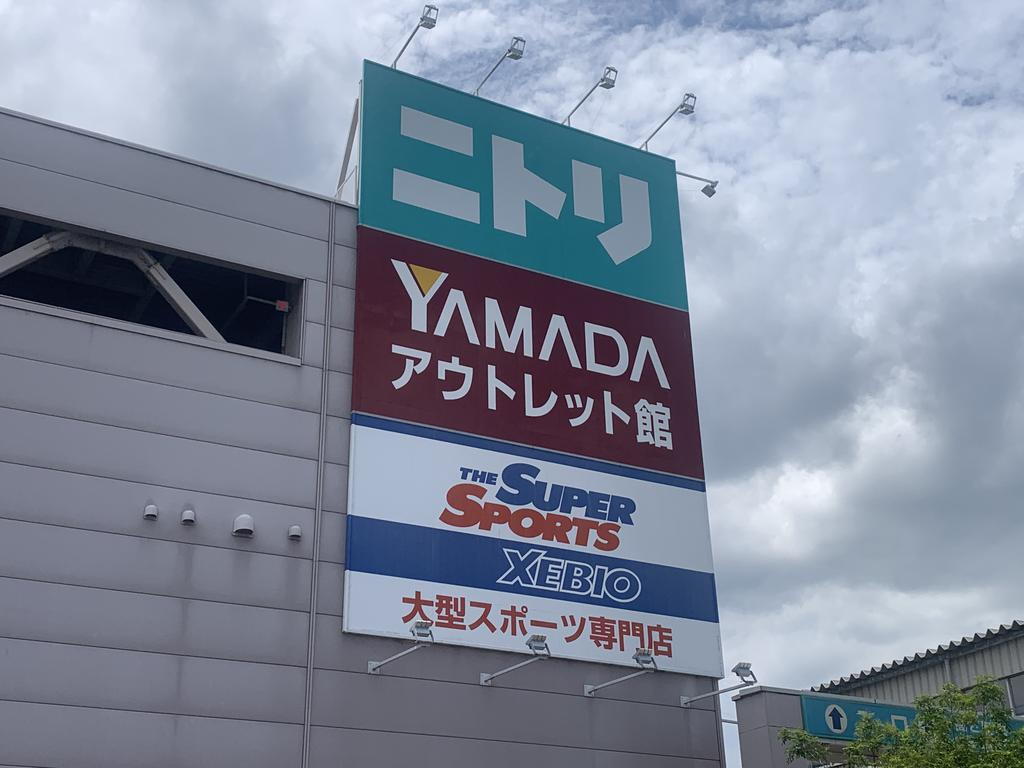 ニトリ
YAMADA
アウトレット館
THE SUPER
SPORTS
XEBIO
大型スポーツ専門店